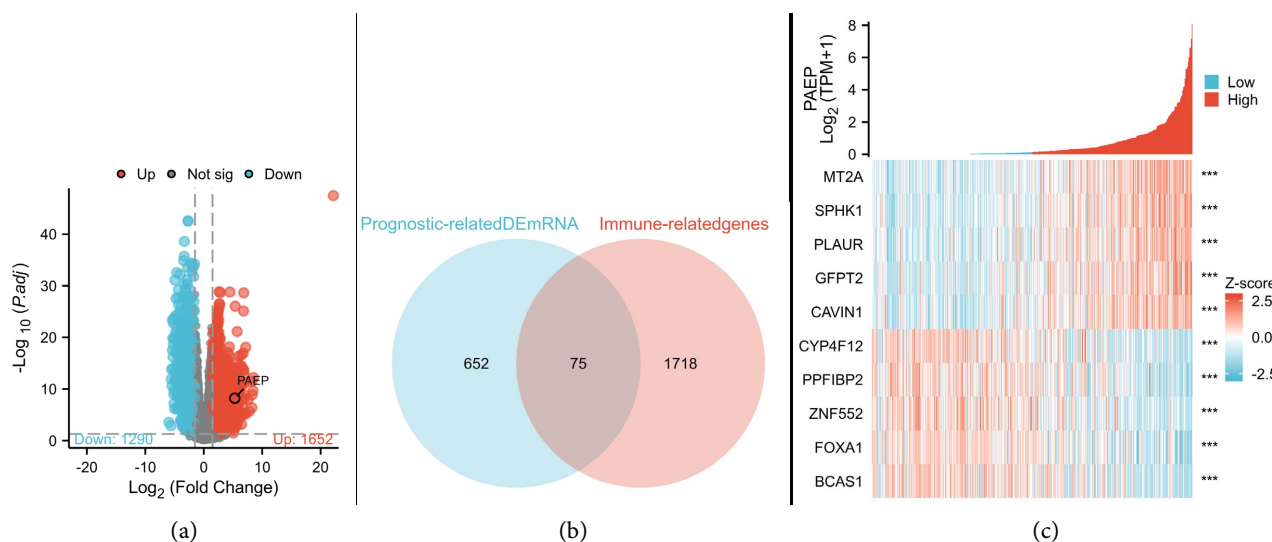 Up Not sig Down
-Log10 (P.adj)
40
30
20
10
0
PAEP
Down: 1290 Up: 1652
-20 -10 0 10 20
Log2 (Fold Change)
(a)
Prognostic-relatedDEmRNA Immune-relatedgenes
652 75 1718
(b)
PAEP
Log2 (TPM+1)
8
6
4
2
0
Low
High
MT2A ***
SPHK1 ***
PLAUR ***
GFPT2 ***
CAVIN1 ***
CYP4F12 ***
PPFIBP2 ***
ZNF552 ***
FOXA1 ***
BCAS1 ***
Z-score
2.5
0.0
-2.5
(c)